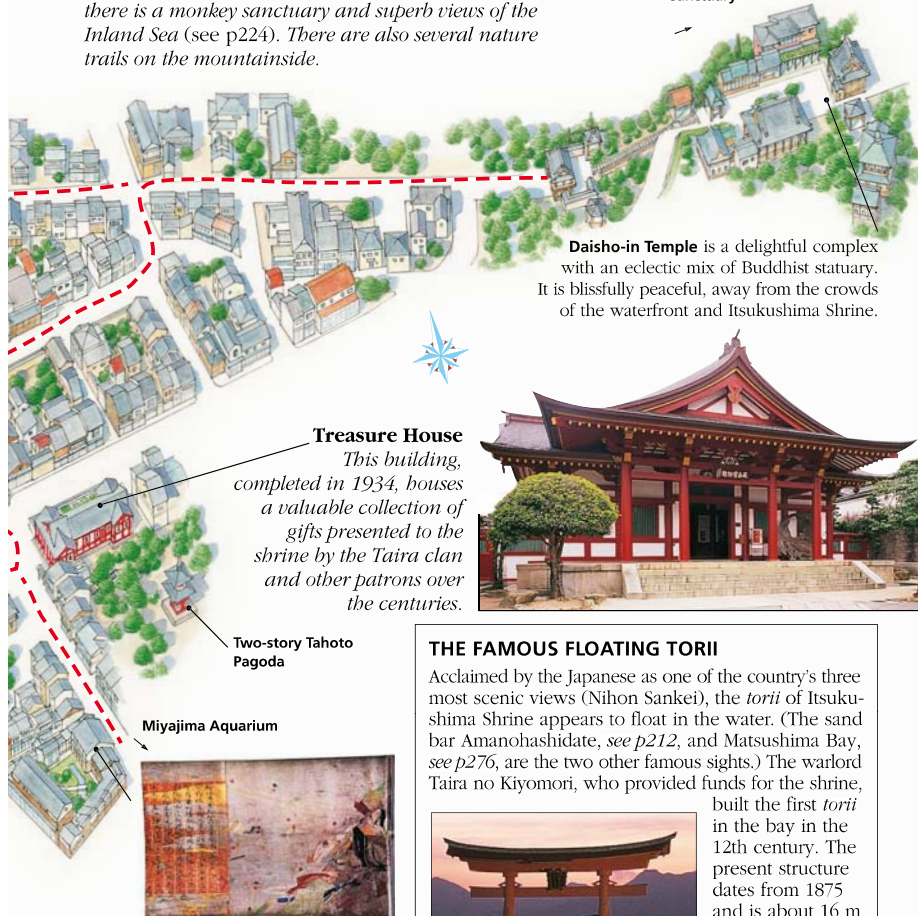 there is a monkey sanctuary and superb views of the
Inland Sea (see p224). There are also several nature
trails on the mountainside.
Daisho-in Temple is a delightful complex
with an eclectic mix of Buddhist statuary.
It is blissfully peaceful, away from the crowds
of the waterfront and Itsukushima Shrine.
Treasure House
This building,
completed in 1934, houses
a valuable collection of
gifts presented to the
shrine by the Taira clan
and other patrons over
the centuries.
Two-story Tahoto
Pagoda
Miyajima Aquarium
THE FAMOUS FLOATING TORII
Acclaimed by the Japanese as one of the country's three
most scenic views (Nihon Sankei), the torii of Itsuku-
shima Shrine appears to float in the water. (The sand
bar Amanohashidate, see p212, and Matsushima Bay,
see p276, are the two other famous sights.) The warlord
Taira no Kiyomori, who provided funds for the shrine,
built the first torii
in the bay in the
12th century. The
present structure
dates from 1875
and is about 16 m